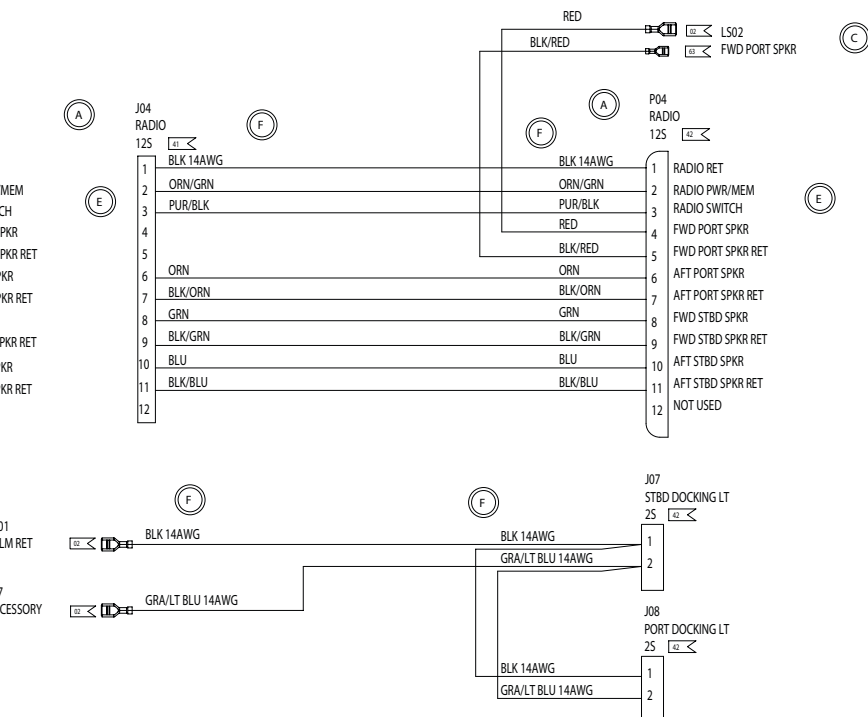 RED
02
LS02
BLK/RED
63
FWD PORT SPKR
C
A
J04
RADIO
12S
41
F
A
P04
RADIO
12S
42
F
1
BLK 14AWG
BLK 14AWG
1
RADIO RET
/MEM
E
2
ORN/GRN
ORN/GRN
2
RADIO PWR/MEM
E
CH
3
PUR/BLK
PUR/BLK
3
RADIO SWITCH
PKR
4
RED
4
FWD PORT SPKR
PKR RET
5
BLK/RED
5
FWD PORT SPKR RET
PKR
6
ORN
ORN
6
AFT PORT SPKR
PKR RET
7
BLK/ORN
BLK/ORN
7
AFT PORT SPKR RET
8
GRN
GRN
8
FWD STBD SPKR
PKR RET
9
BLK/GRN
BLK/GRN
9
FWD STBD SPKR RET
PKR
10
BLU
BLU
10
AFT STBD SPKR
PKR RET
11
BLK/BLU
BLK/BLU
11
AFT STBD SPKR RET
12
12
NOT USED
F
F
J07
STBD DOCKING LT
2S
42
01
LM RET
02
BLK 14AWG
BLK 14AWG
1
GRA/LT BLU 14AWG
2
7
CESSORY
02
GRA/LT BLU 14AWG
J08
PORT DOCKING LT
2S
42
BLK 14AWG
1
GRA/LT BLU 14AWG
2